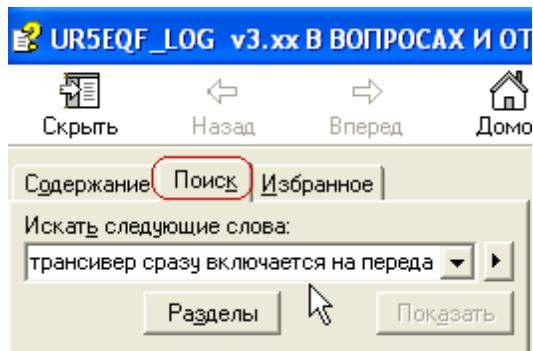 UR5EQF_LOG v3.xx В ВОПРОСАХ И ОТ
Скрыть Назад Вперед Домо
Содержание Поиск Избранное
Искать следующие слова:
трансивер сразу включается на переда
Разделы Показать